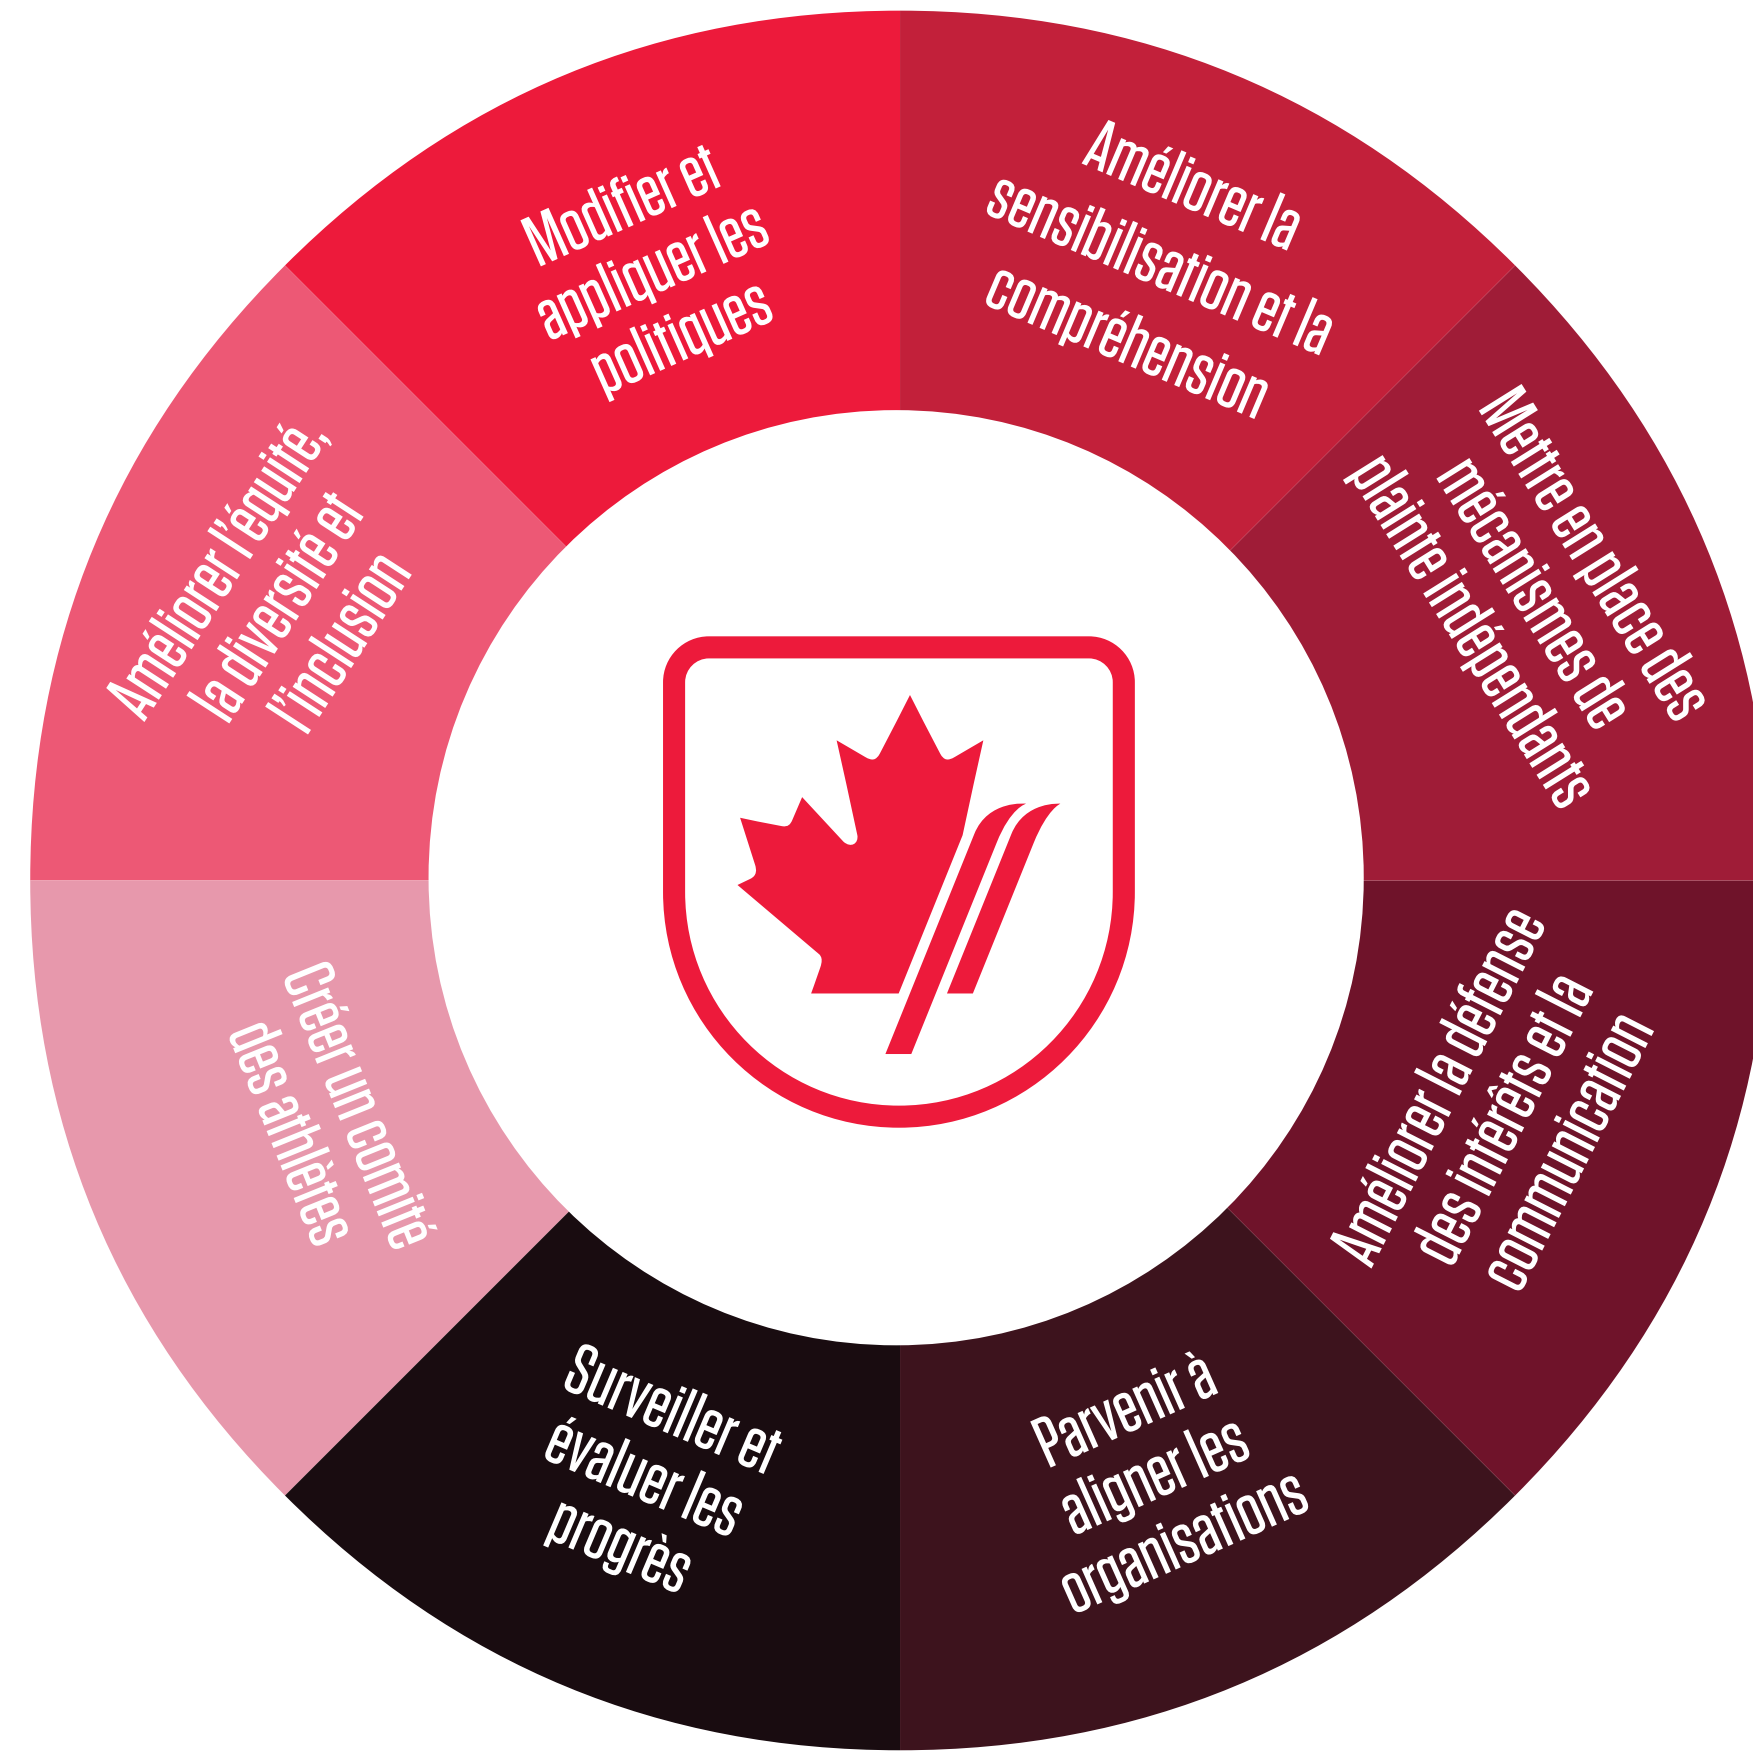 Modifier et
appliquer les
politiques
Améliorer la
sensibilisation et la
compréhension
Mettre en place des
mécanismes de
plainte indépendants
Améliorer la défense
des intérêts et la
communication
Parvenir à
aligner les
organisations
Surveiller et
évaluer les
progrès
Créer un comité
des athlètes
Améliorer l'équité,
la diversité et
l'inclusion